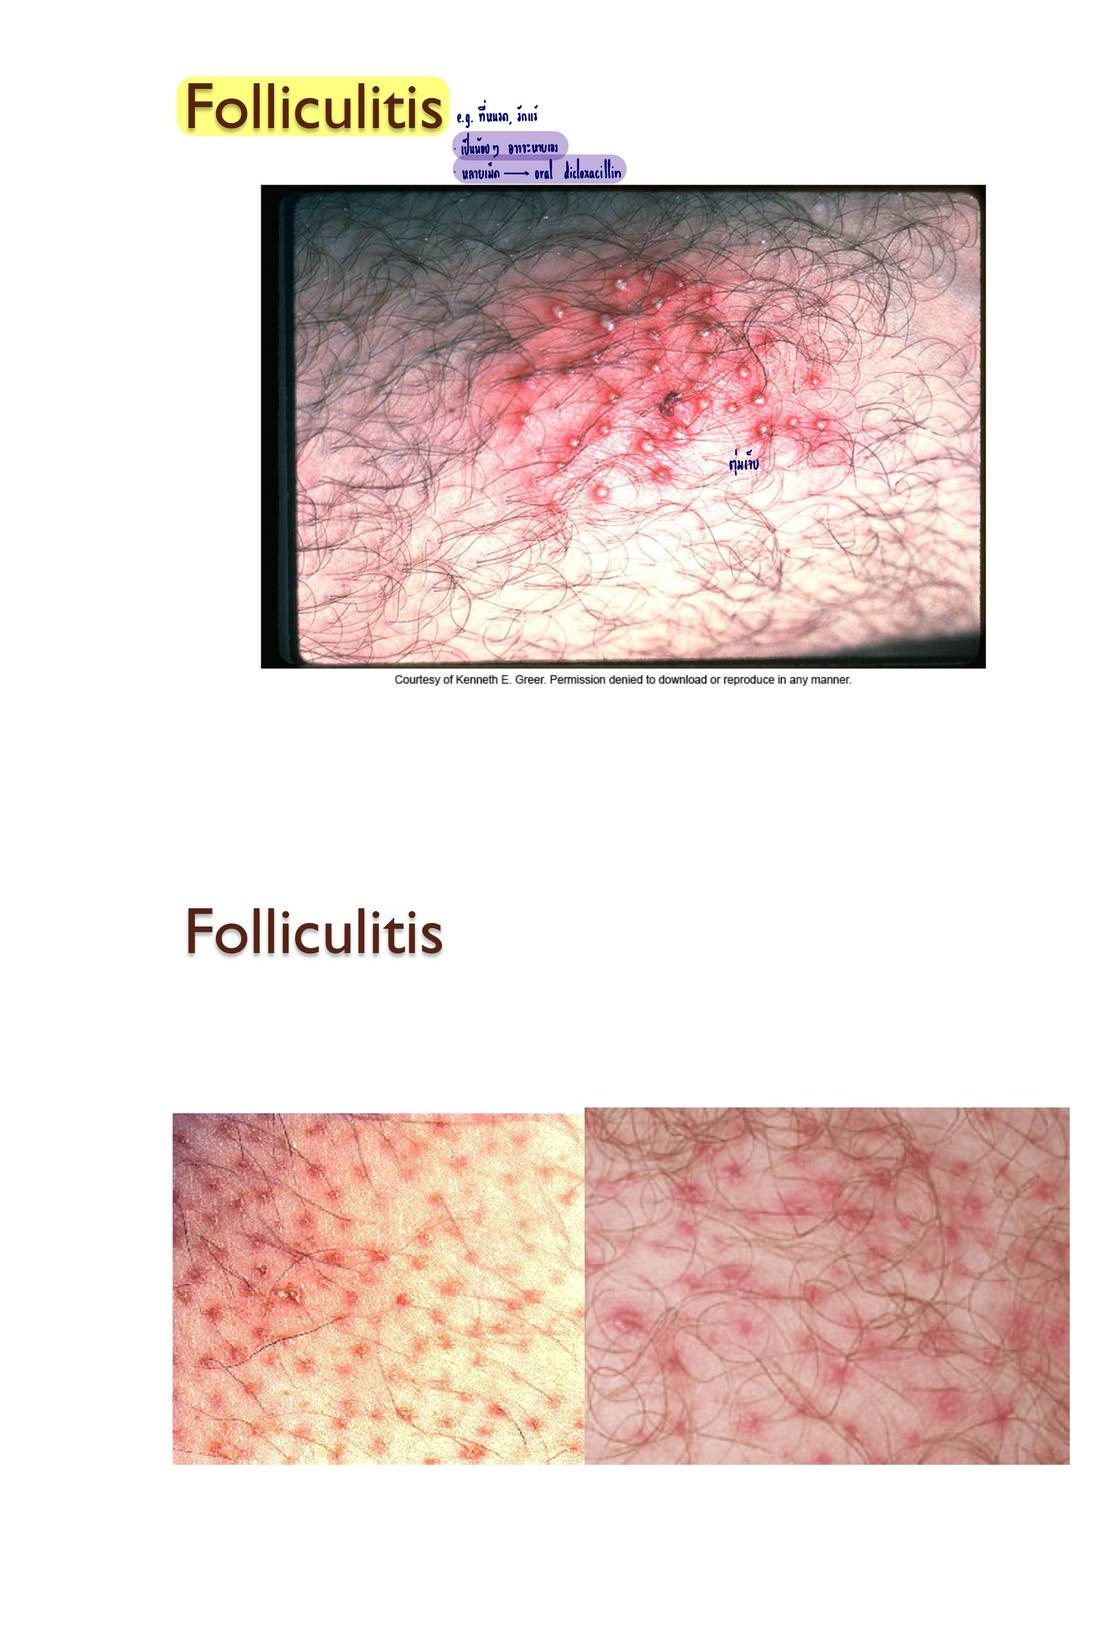 Folliculitis
e.g. ที่หนวด, รักแร้
· เป็นน้อยๆ อาจจะหายเอง
· หลายเม็ด → oral dicloxacillin
ตุ่มเจ็บ
Courtesy of Kenneth E. Greer. Permission denied to download or reproduce in any manner.
Folliculitis